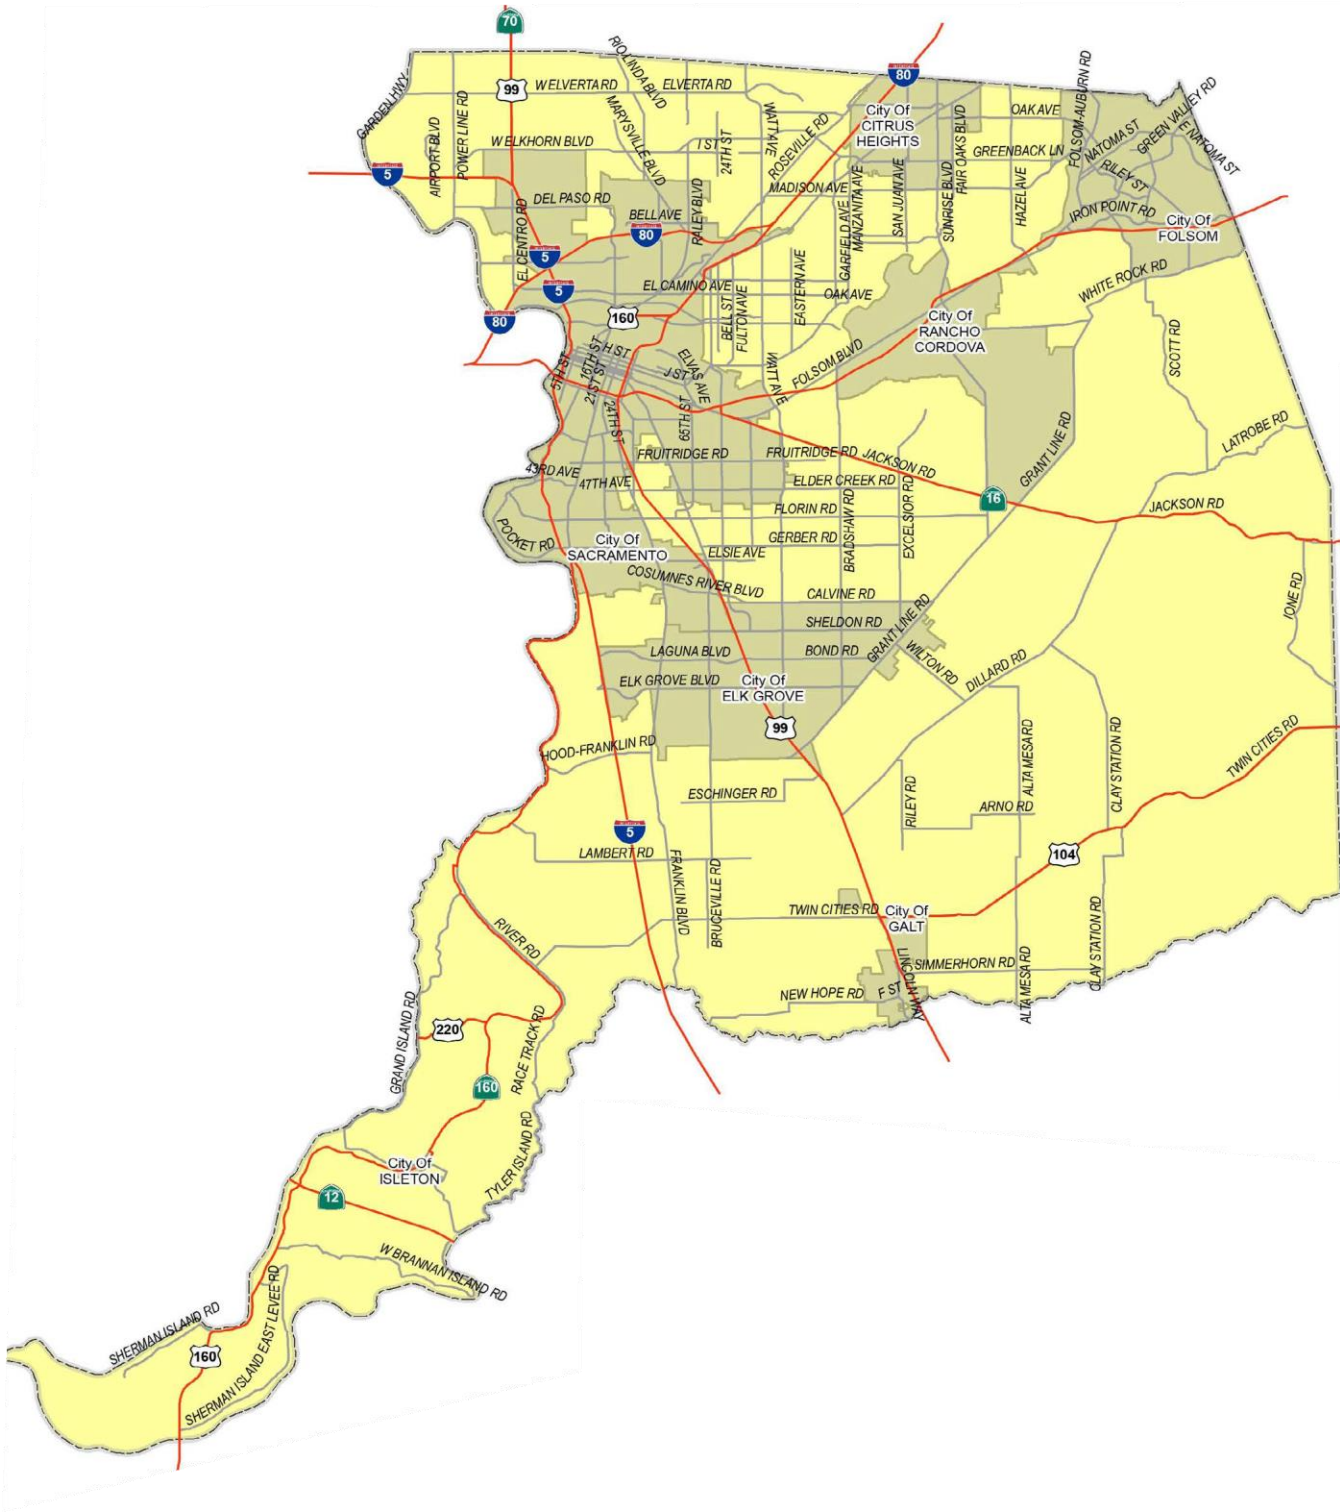 70
RIO LINDA BLVD
80
99
W ELVERTA RD
ELVERTA RD
GARDEN HWY
POWER LINE RD
AIRPORT BLVD
MARYSVILLE BLVD
WATT AVE
ROSEVILLE RD
City Of
CITRUS
HEIGHTS
FAIR OAKS BLVD
OAK AVE
FOLSOM-AUBURN RD
NATOMA ST
GREEN VALLEY RD
E NATOMA ST
W ELKHORN BLVD
I ST
24TH ST
GREENBACK LN
RILEY ST
5
MADISON AVE
SAN JUAN AVE
SUNRISE BLVD
HAZEL AVE
DEL PASO RD
BELL AVE
RALEY BLVD
GARFIELD AVE
MANZANITA AVE
IRON POINT RD
City Of
FOLSOM
80
EL CENTRO RD
5
WHITE ROCK RD
5
EL CAMINO AVE
OAK AVE
EASTERN AVE
80
160
BELL ST
FULTON AVE
City Of
RANCHO
CORDOVA
SCOTT RD
5TH ST
16TH ST
H ST
21ST ST
J ST
ELVAS AVE
WATT AVE
FOLSOM BLVD
24TH ST
65TH ST
GRANT LINE RD
LATROBE RD
FRUITRIDGE RD
FRUITRIDGE RD
JACKSON RD
43RD AVE
47TH AVE
ELDER CREEK RD
16
JACKSON RD
FLORIN RD
BRADSHAW RD
EXCELSIOR RD
POCKET RD
City Of
SACRAMENTO
GERBER RD
ELSIE AVE
COSUMNES RIVER BLVD
CALVINE RD
IONE RD
SHELDON RD
GRANT LINE RD
LAGUNA BLVD
BOND RD
WILTON RD
DILLARD RD
ELK GROVE BLVD
City Of
ELK GROVE
99
HOOD-FRANKLIN RD
ALTA MESA RD
CLAY STATION RD
TWIN CITIES RD
ESCHINGER RD
RILEY RD
ARNO RD
5
LAMBERT RD
104
FRANKLIN BLVD
BRUCEVILLE RD
TWIN CITIES RD
City Of
GALT
RIVER RD
CLAY STATION RD
ALTA MESA RD
LINCOLN WAY
SIMMERHORN RD
NEW HOPE RD
F ST
220
GRAND ISLAND RD
RACE TRACK RD
160
TYLER ISLAND RD
City Of
ISLETON
12
W BRANNAN ISLAND RD
SHERMAN ISLAND RD
SHERMAN ISLAND EAST LEVEE RD
160